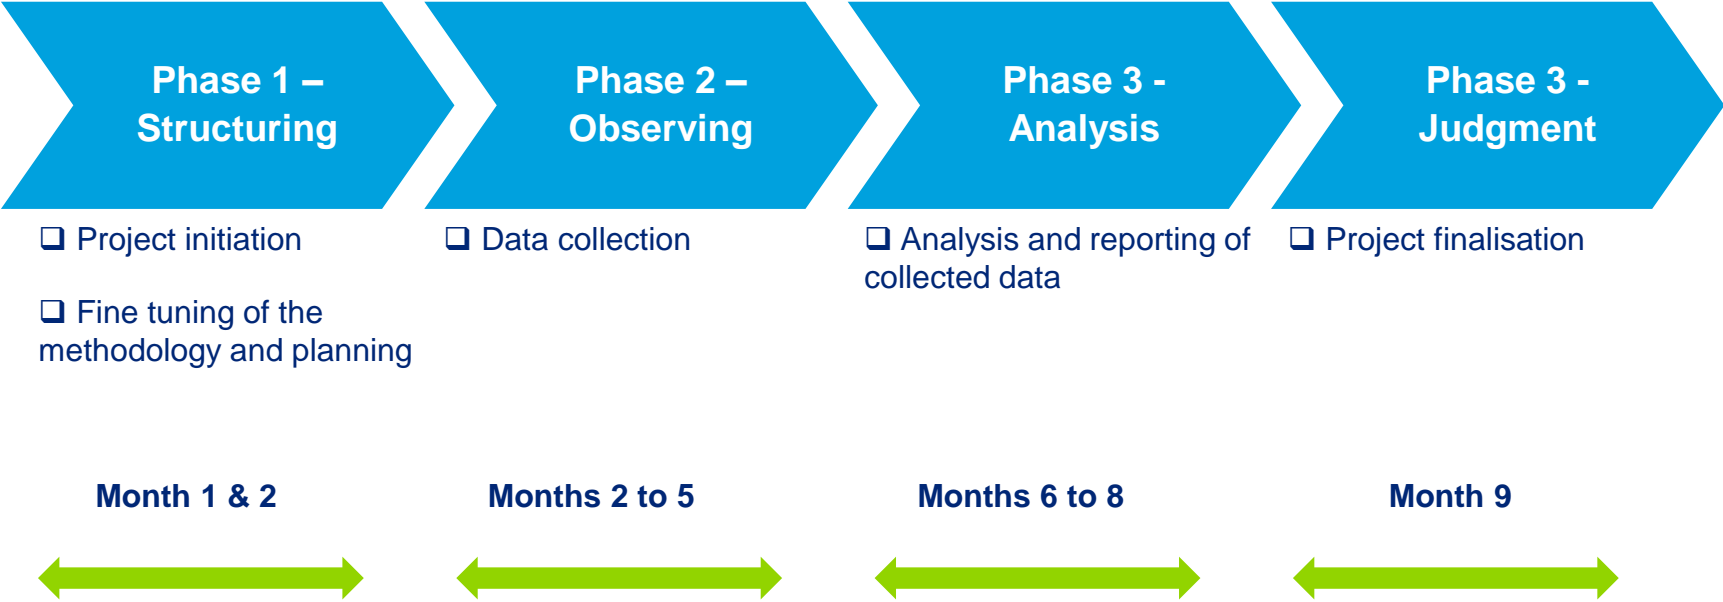 Phase 1 –
Structuring
Phase 2 –
Observing
Phase 3 -
Analysis
Phase 3 -
Judgment
❑ Project initiation
❑ Fine tuning of the
methodology and planning
❑ Data collection
❑ Analysis and reporting of
collected data
❑ Project finalisation
Month 1 & 2
Months 2 to 5
Months 6 to 8
Month 9